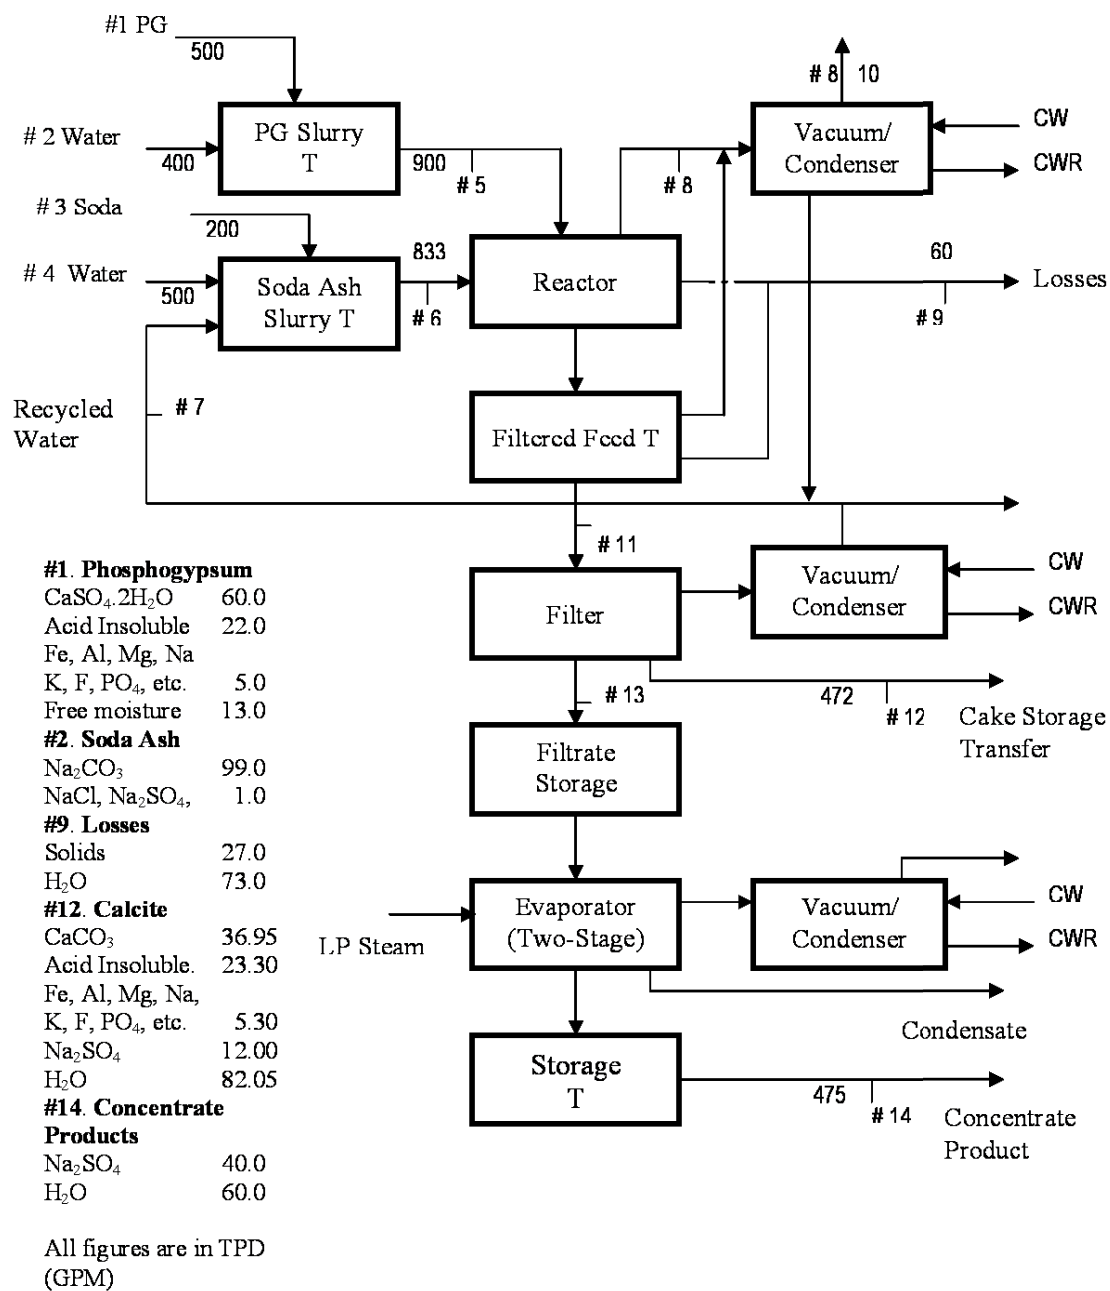 #1 PG
500
# 8 10
# 2 Water
400
PG Slurry
T
900
# 5
# 8
Vacuum/
Condenser
CW
CWR
# 3 Soda
200
# 4 Water
500
Soda Ash
Slurry T
833
# 6
Reactor
60
# 9
Losses
Recycled
Water
# 7
Filtered Feed T
# 11
Filter
Vacuum/
Condenser
CW
CWR
# 13
472
# 12
Cake Storage
Transfer
Filtrate
Storage
LP Steam
Evaporator
(Two-Stage)
Vacuum/
Condenser
CW
CWR
Condensate
Storage
T
475
# 14
Concentrate
Product
#1. Phosphogypsum
CaSO₄.2H₂O 60.0
Acid Insoluble 22.0
Fe, Al, Mg, Na
K, F, PO₄, etc. 5.0
Free moisture 13.0
#2. Soda Ash
Na₂CO₃ 99.0
NaCl, Na₂SO₄, 1.0
#9. Losses
Solids 27.0
H₂O 73.0
#12. Calcite
CaCO₃ 36.95
Acid Insoluble. 23.30
Fe, Al, Mg, Na,
K, F, PO₄, etc. 5.30
Na₂SO₄ 12.00
H₂O 82.05
#14. Concentrate
Products
Na₂SO₄ 40.0
H₂O 60.0
All figures are in TPD
(GPM)